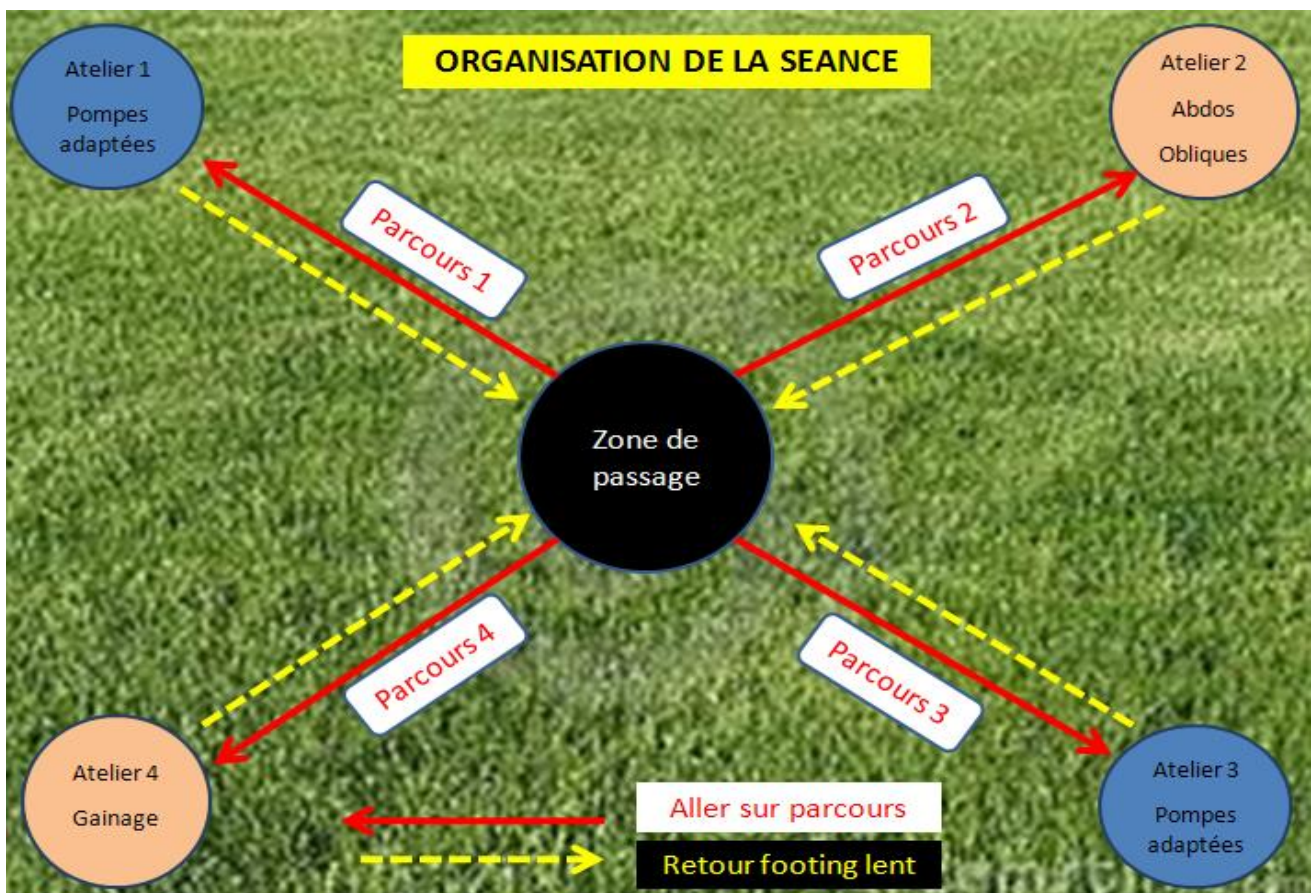 ORGANISATION DE LA SEANCE
Atelier 1
Pompes
adaptées
Atelier 2
Abdos
Obliques
Parcours 1
Parcours 2
Zone de
passage
Parcours 4
Parcours 3
Atelier 4
Gainage
Atelier 3
Pompes
adaptées
Aller sur parcours
Retour footing lent